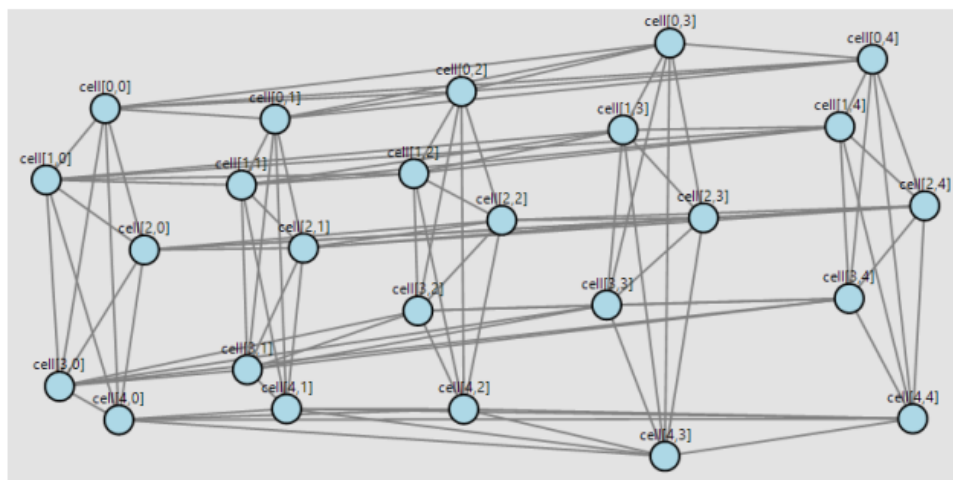 cell[0,0]
cell[0,1]
cell[0,2]
cell[0,3]
cell[0,4]
cell[1,0]
cell[1,1]
cell[1,2]
cell[1,3]
cell[1,4]
cell[2,0]
cell[2,1]
cell[2,2]
cell[2,3]
cell[2,4]
cell[3,0]
cell[3,1]
cell[3,2]
cell[3,3]
cell[3,4]
cell[4,0]
cell[4,1]
cell[4,2]
cell[4,3]
cell[4,4]